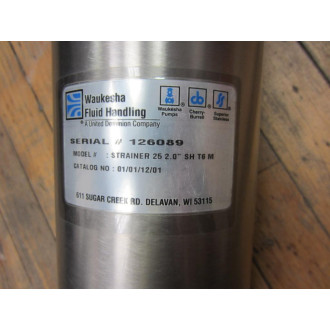 Waukesha
Fluid Handling
A United Dominion Company
Waukesha
Pumps
Cherry-
Burrell
Superior
Stainless
SERIAL # 126089
MODEL # : STRAINER 25 2.0" SH T6 M
CATALOG NO : 01/01/12/01
611 SUGAR CREEK RD. DELAVAN, WI 53115